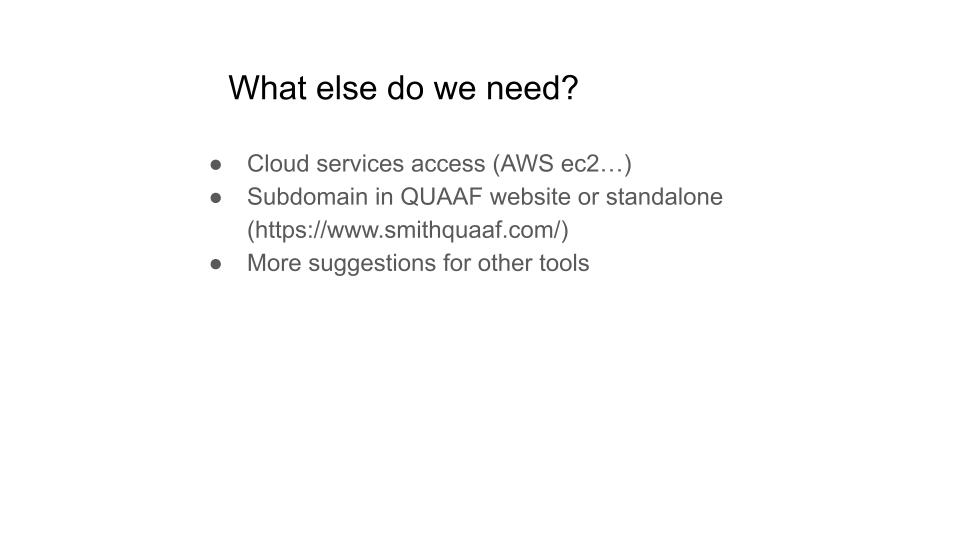 What else do we need?
● Cloud services access (AWS ec2…)
● Subdomain in QUAAF website or standalone
(https://www.smithquaaf.com/)
● More suggestions for other tools